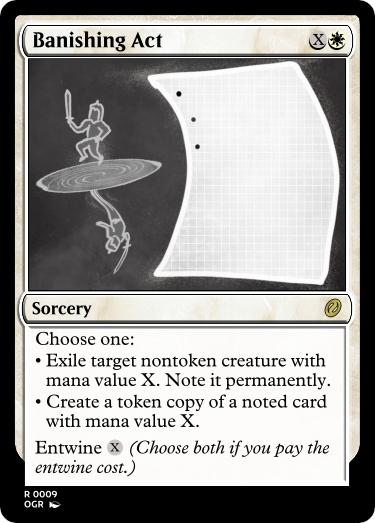 Banishing Act X
Sorcery
Choose one:
• Exile target nontoken creature with
mana value X. Note it permanently.
• Create a token copy of a noted card
with mana value X.
Entwine X (Choose both if you pay the
entwine cost.)
R 0009
OGR